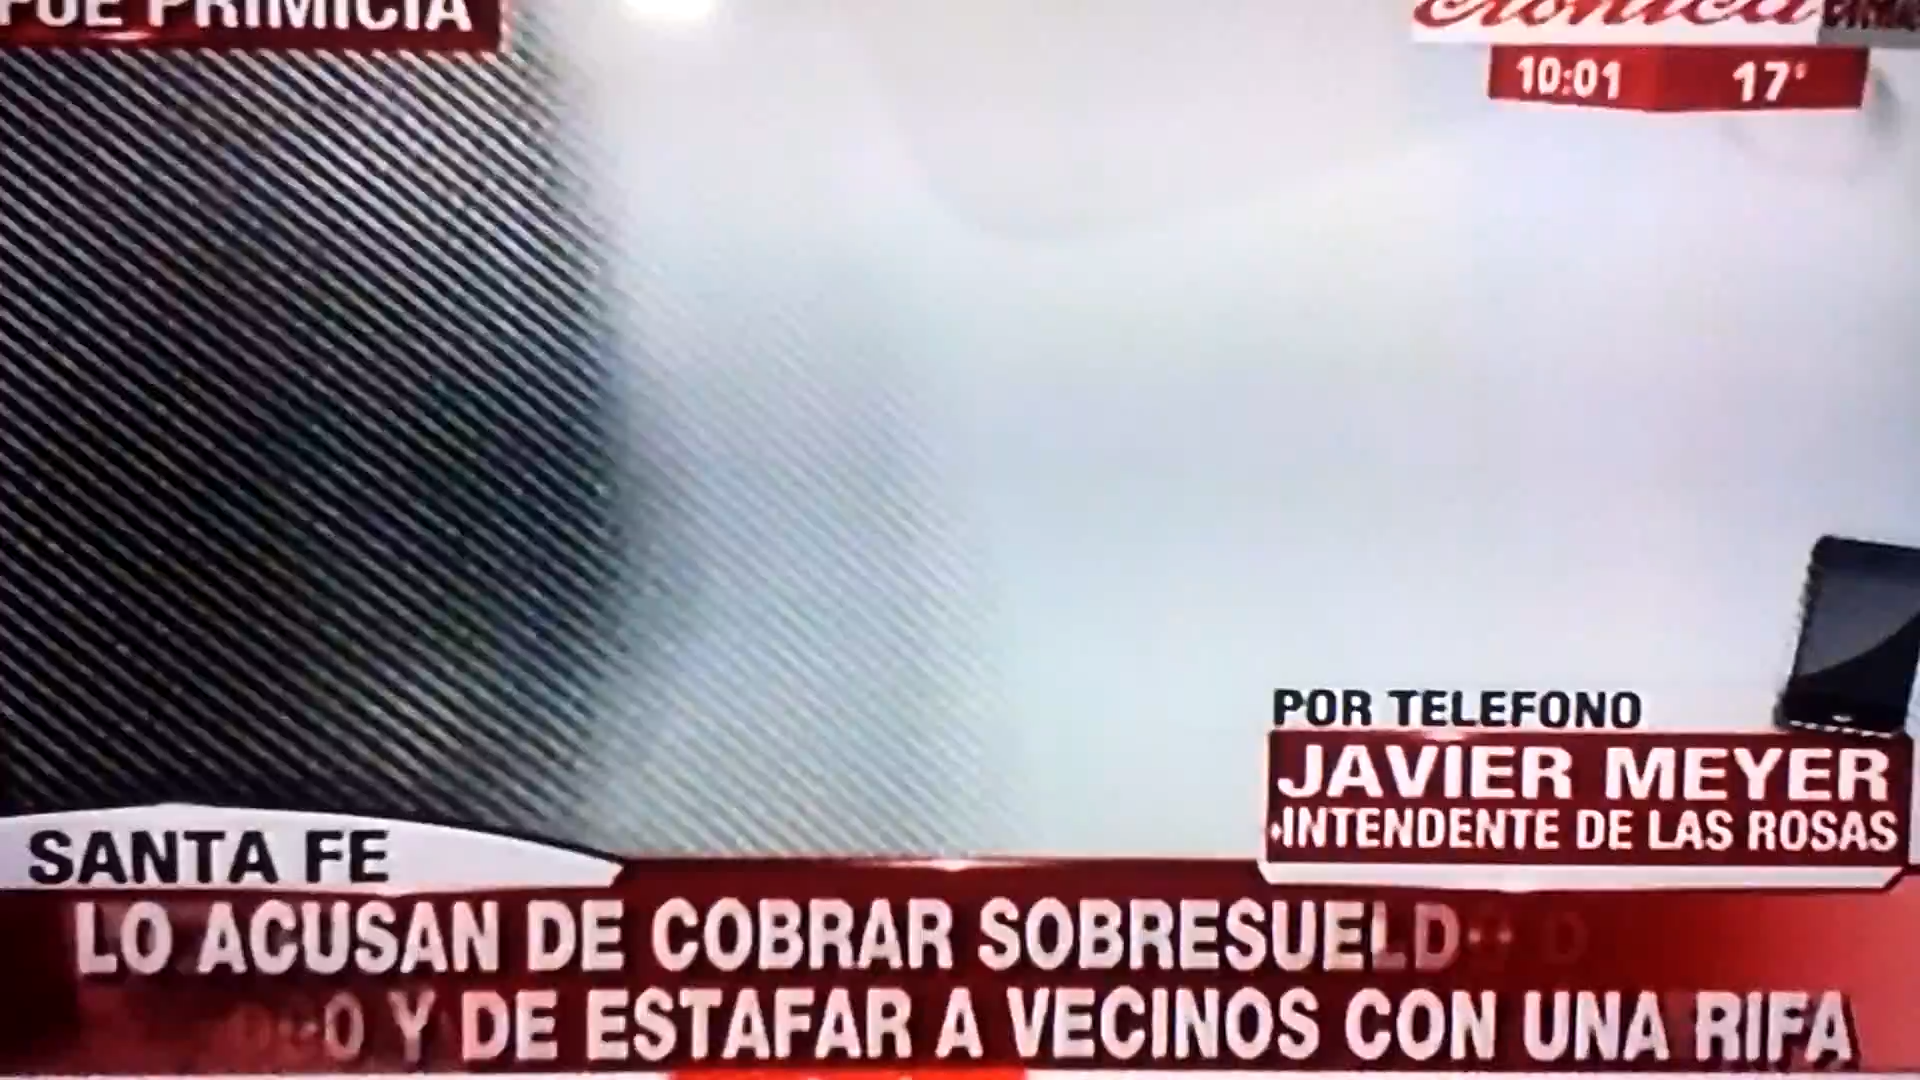 FUE PRIMICIA
Crónica
10:01 17°
POR TELEFONO
JAVIER MEYER
INTENDENTE DE LAS ROSAS
SANTA FE
LO ACUSAN DE COBRAR
Y DE ESTAFAR A VECINOS CON UNA RIFA